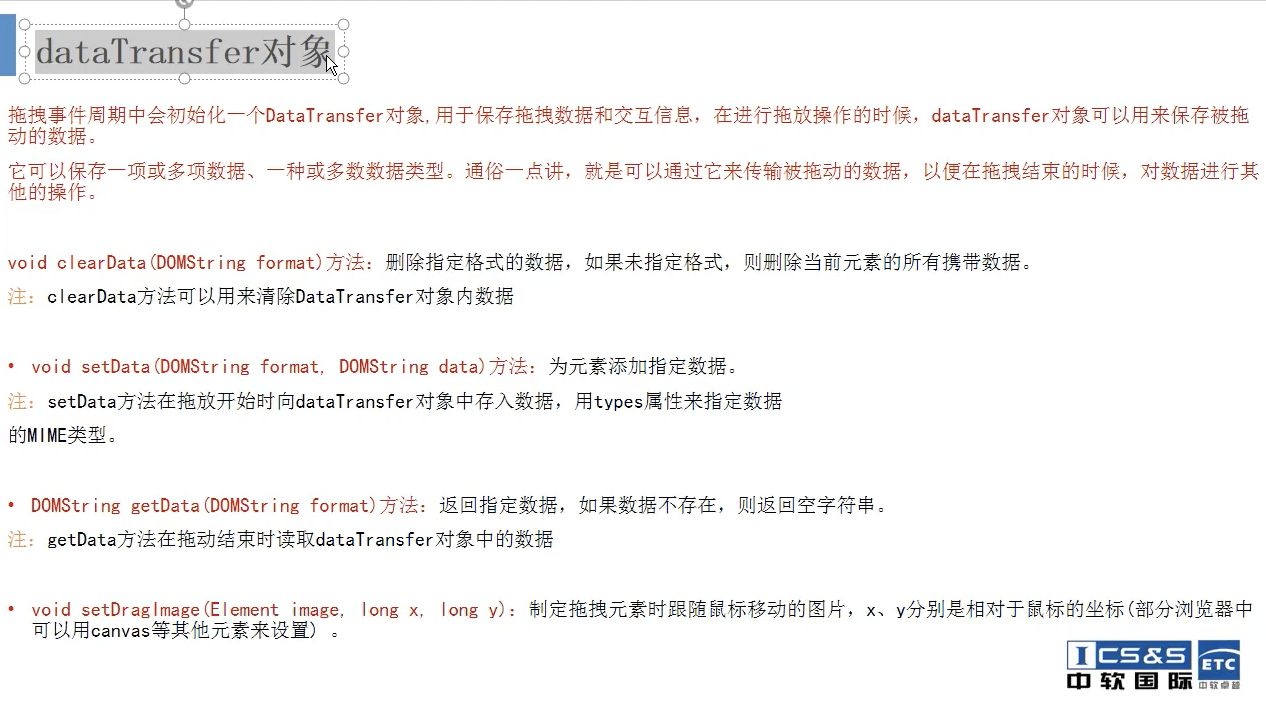 dataTransfer对象
拖拽事件周期中会初始化一个DataTransfer对象,用于保存拖拽数据和交互信息，在进行拖放操作的时候，dataTransfer对象可以用来保存被拖
动的数据。
它可以保存一项或多项数据、一种或多数数据类型。通俗一点讲，就是可以通过它来传输被拖动的数据，以便在拖拽结束的时候，对数据进行其
他的操作。
void clearData(DOMString format)方法：删除指定格式的数据，如果未指定格式，则删除当前元素的所有携带数据。
注：clearData方法可以用来清除DataTransfer对象内数据
• void setData(DOMString format, DOMString data)方法：为元素添加指定数据。
注：setData方法在拖放开始时向dataTransfer对象中存入数据，用types属性来指定数据
的MIME类型。
• DOMString getData(DOMString format)方法：返回指定数据，如果数据不存在，则返回空字符串。
注：getData方法在拖动结束时读取dataTransfer对象中的数据
• void setDragImage(Element image, long x, long y)：制定拖拽元素时跟随鼠标移动的图片，x、y分别是相对于鼠标的坐标(部分浏览器中
可以用canvas等其他元素来设置) 。
I CS&S ETC
中软国际 中软卓越